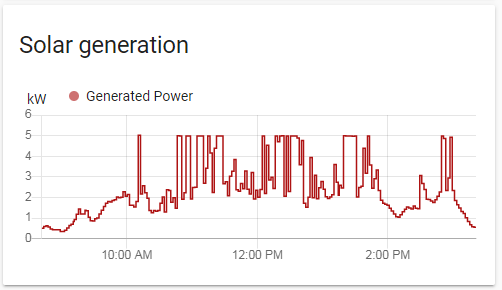 Solar generation
kW
Generated Power
6
5
4
3
2
1
0
10:00 AM
12:00 PM
2:00 PM